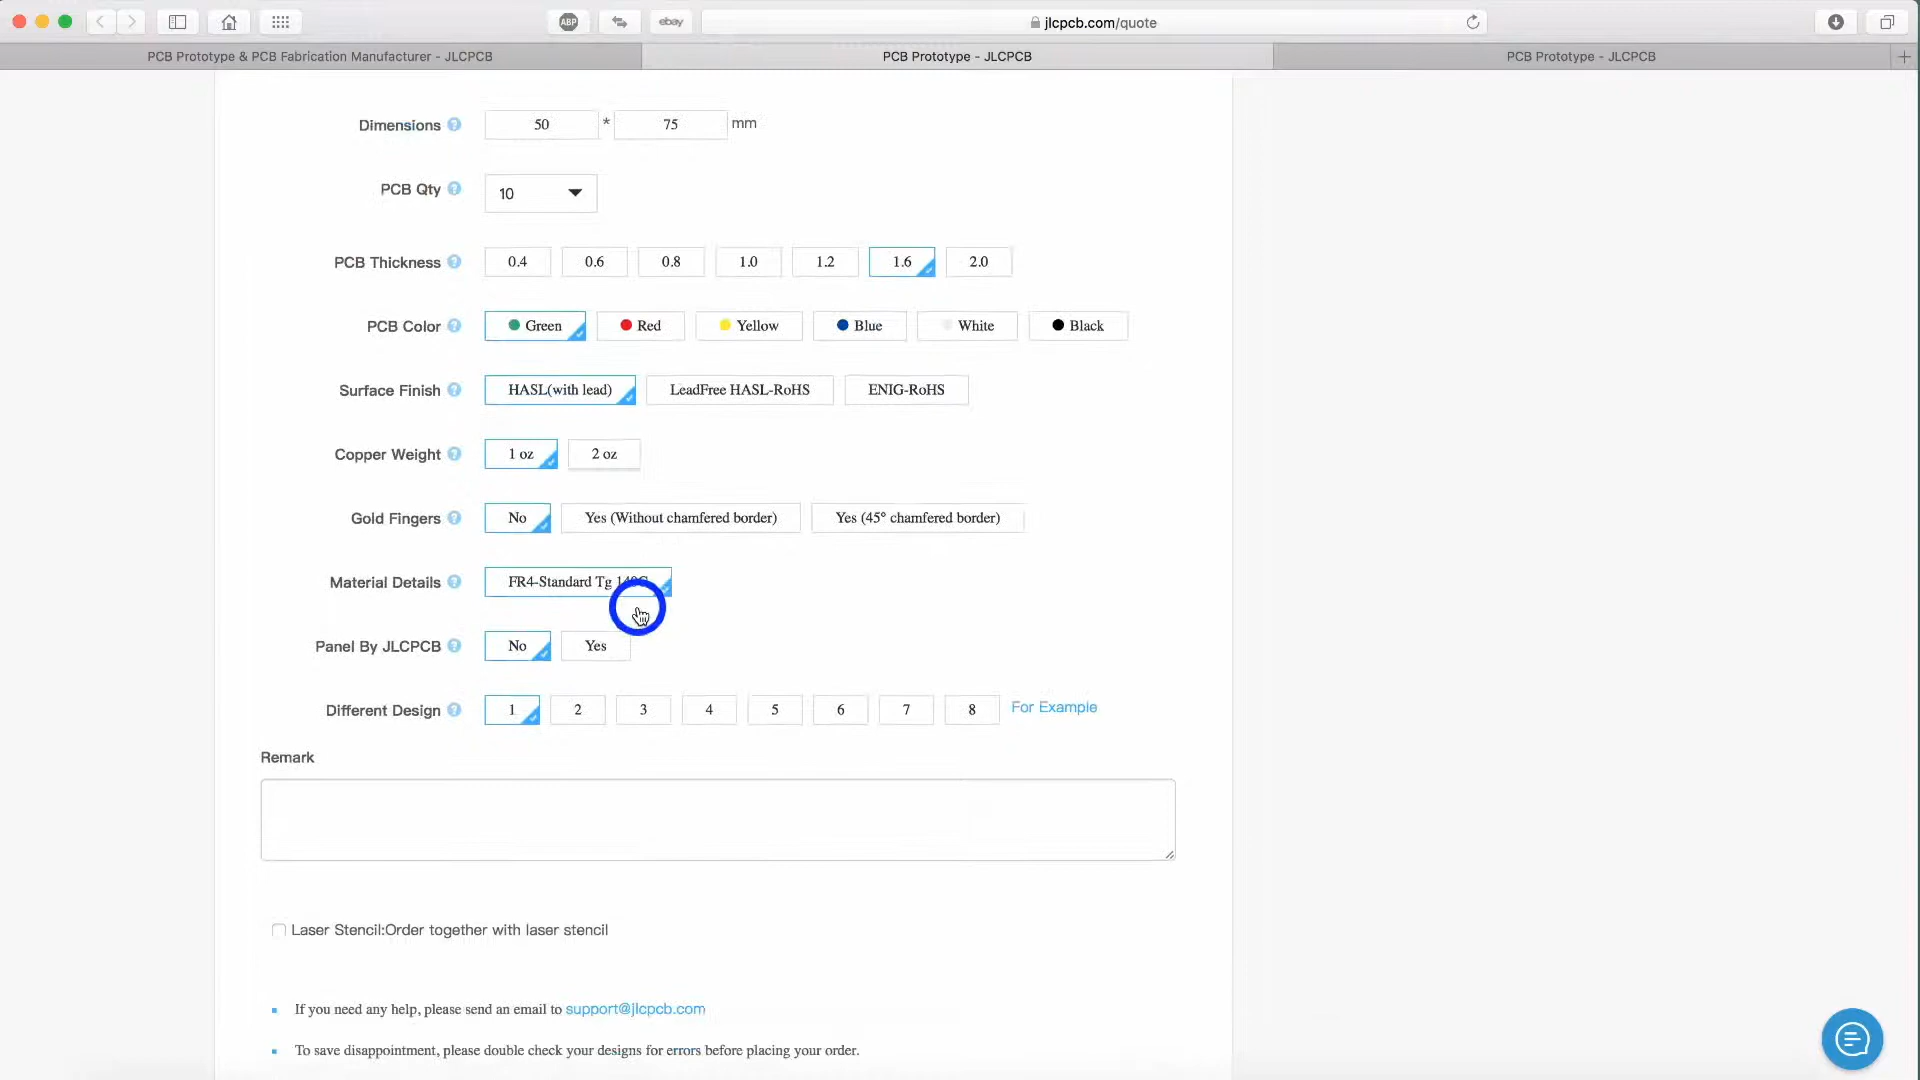 ABP
ebay
jlcpcb.com/quote
PCB Prototype & PCB Fabrication Manufacturer - JLCPCB
PCB Prototype - JLCPCB
PCB Prototype - JLCPCB
Dimensions ? 50 * 75 mm
PCB Qty ? 10
PCB Thickness ? 0.4 0.6 0.8 1.0 1.2 1.6 2.0
PCB Color ? Green Red Yellow Blue White Black
Surface Finish ? HASL(with lead) LeadFree HASL-RoHS ENIG-RoHS
Copper Weight ? 1 oz 2 oz
Gold Fingers ? No Yes (Without chamfered border) Yes (45° chamfered border)
Material Details ? FR4-Standard Tg
Panel By JLCPCB ? No Yes
Different Design ? 1 2 3 4 5 6 7 8 For Example
Remark
Laser Stencil:Order together with laser stencil
If you need any help, please send an email to support@jlcpcb.com
To save disappointment, please double check your designs for errors before placing your order.